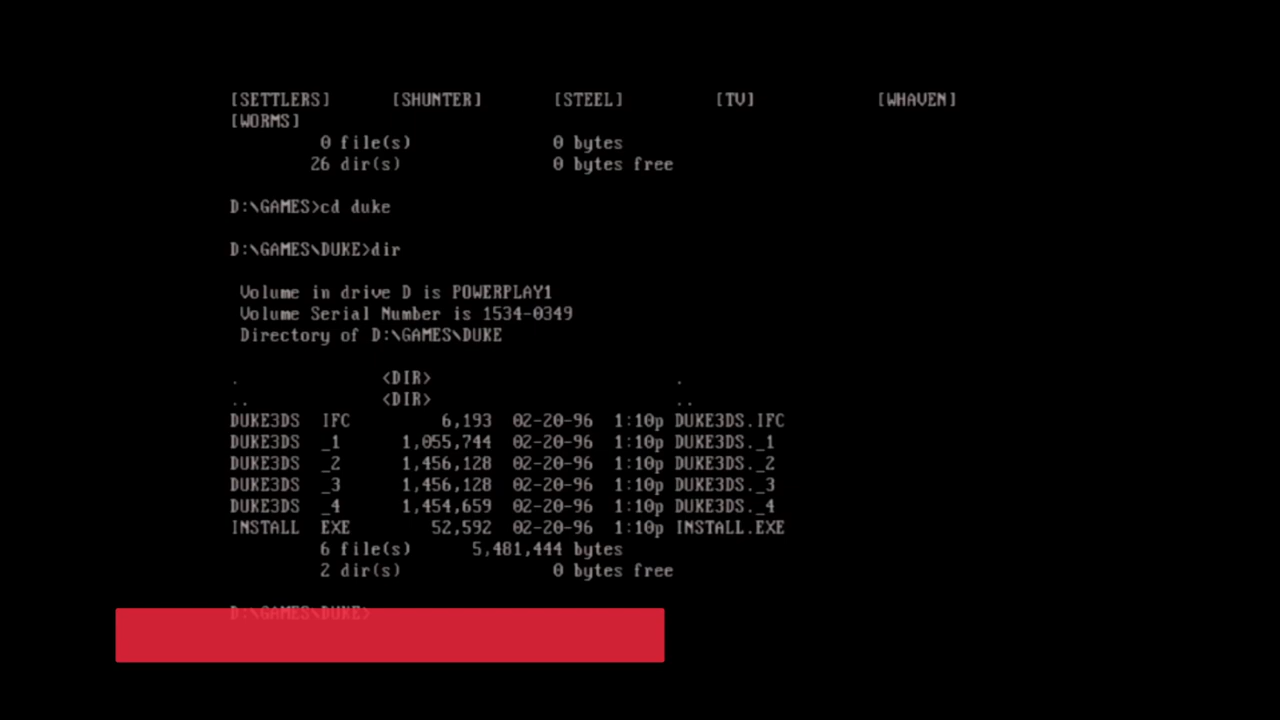 [SETTLERS] [SHUNTER] [STEEL] [TV] [WHAVEN]
[WORMS]
0 file(s) 0 bytes
26 dir(s) 0 bytes free
D:\GAMES>cd duke
D:\GAMES\DUKE>dir
Volume in drive D is POWERPLAY1
Volume Serial Number is 1534-0349
Directory of D:\GAMES\DUKE
. <DIR> .
.. <DIR> ..
DUKE3DS IFC 6,193 02-20-96 1:10p DUKE3DS.IFC
DUKE3DS _1 1,055,744 02-20-96 1:10p DUKE3DS._1
DUKE3DS _2 1,456,128 02-20-96 1:10p DUKE3DS._2
DUKE3DS _3 1,456,128 02-20-96 1:10p DUKE3DS._3
DUKE3DS _4 1,454,659 02-20-96 1:10p DUKE3DS._4
INSTALL EXE 52,592 02-20-96 1:10p INSTALL.EXE
6 file(s) 5,481,444 bytes
2 dir(s) 0 bytes free
D:\GAMES\DUKE>